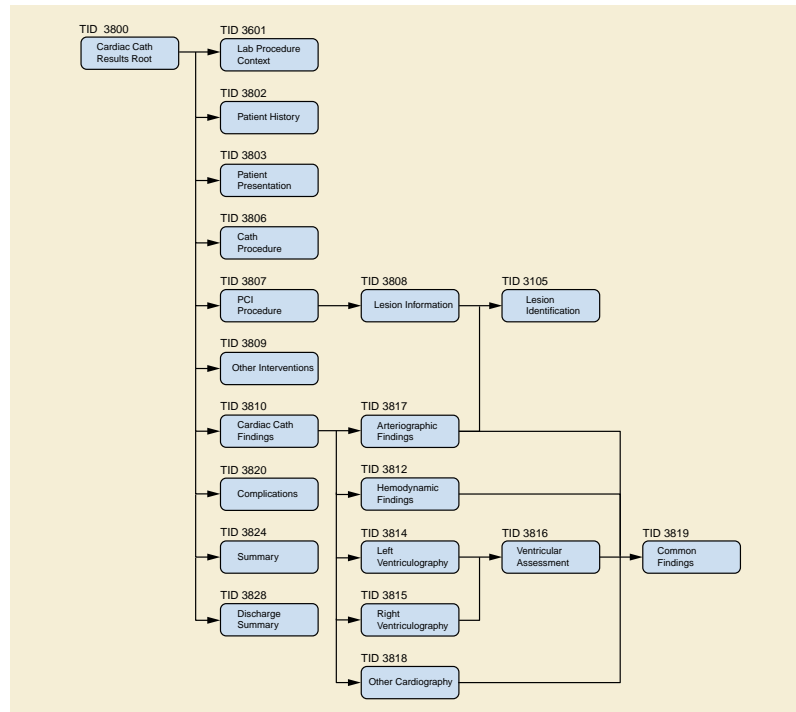 TID 3800
Cardiac Cath
Results Root
TID 3601
Lab Procedure
Context
TID 3802
Patient History
TID 3803
Patient
Presentation
TID 3806
Cath
Procedure
TID 3807
PCI
Procedure
TID 3808
Lesion Information
TID 3105
Lesion
Identification
TID 3809
Other Interventions
TID 3810
Cardiac Cath
Findings
TID 3817
Arteriographic
Findings
TID 3820
Complications
TID 3812
Hemodynamic
Findings
TID 3824
Summary
TID 3814
Left
Ventriculography
TID 3816
Ventricular
Assessment
TID 3819
Common
Findings
TID 3828
Discharge
Summary
TID 3815
Right
Ventriculography
TID 3818
Other Cardiography